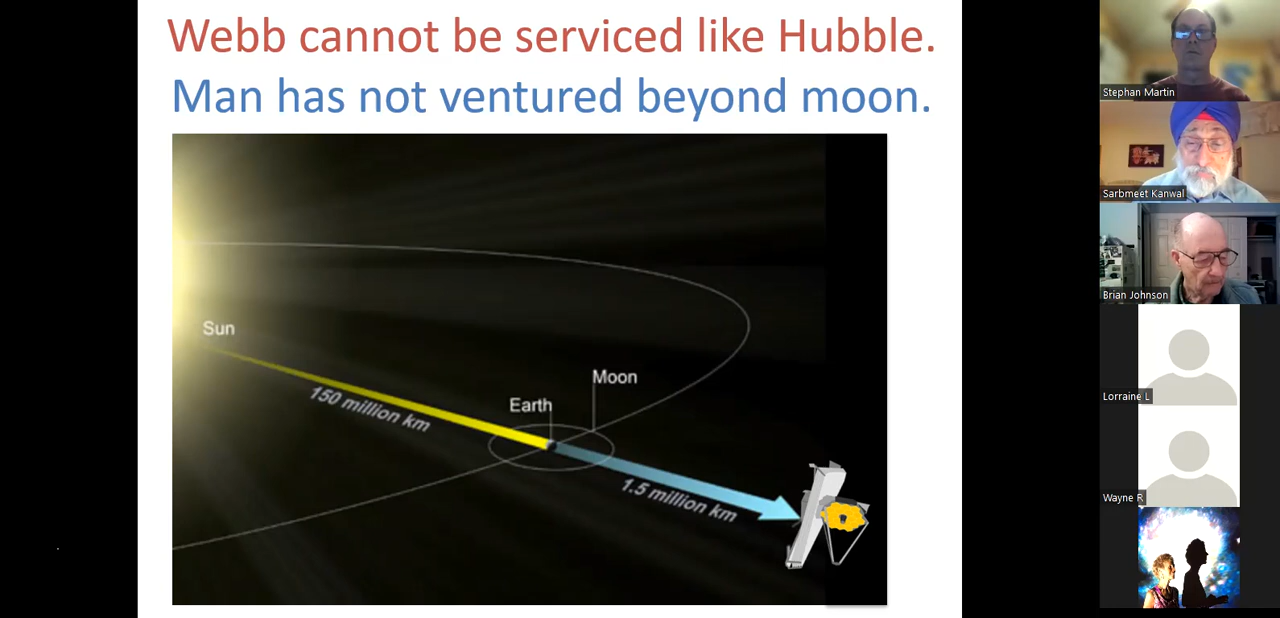 Webb cannot be serviced like Hubble.
Man has not ventured beyond moon.
Sun
150 million km
Earth
Moon
1.5 million km
Stephan Martin
Sarbmeet Kanwal
Brian Johnson
Lorraine L
Wayne R